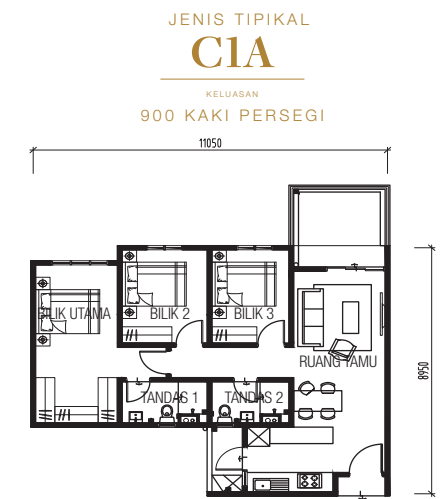 JENIS TIPIKAL
C1A
KELUASAN
900 KAKI PERSEGI
11050
BILIK UTAMA
BILIK 2
BILIK 3
RUANG TAMU
8950
TANDAS 1
TANDAS 2